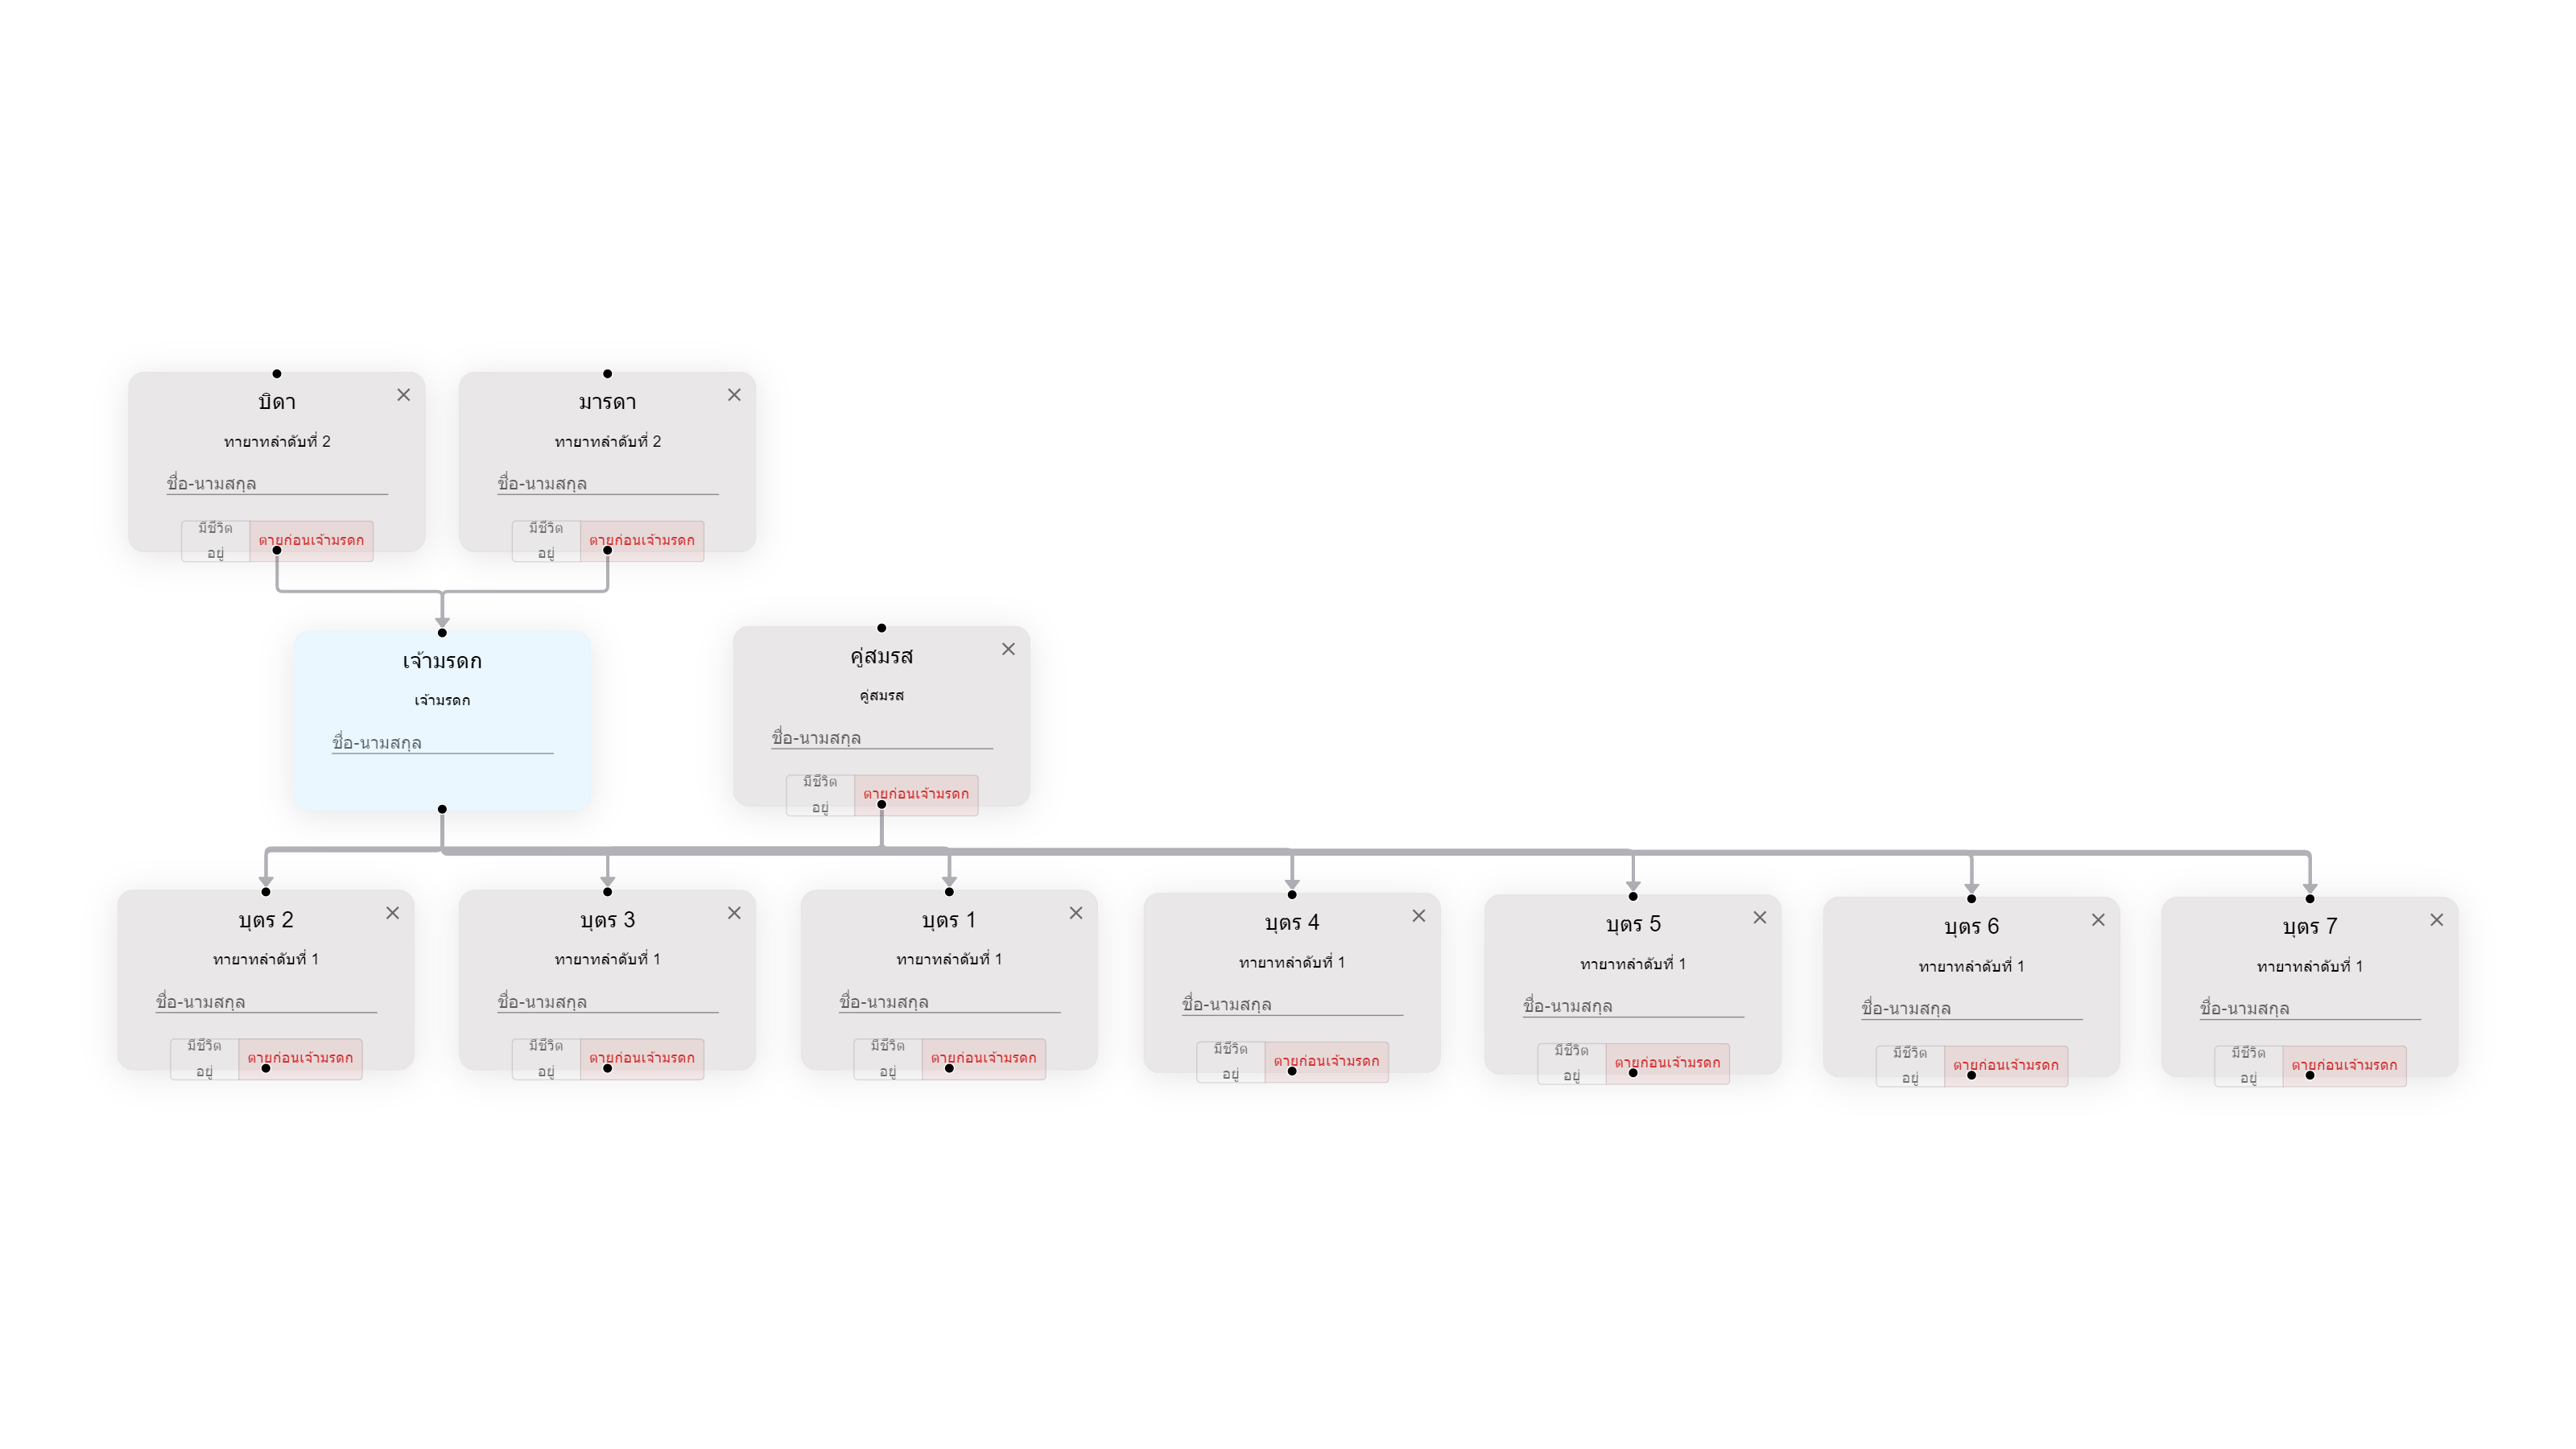 บิดา
ทายาทลำดับที่ 2
ชื่อ-นามสกุล
มีชีวิต
อยู่
ตายก่อนเจ้ามรดก
มารดา
ทายาทลำดับที่ 2
ชื่อ-นามสกุล
มีชีวิต
อยู่
ตายก่อนเจ้ามรดก
เจ้ามรดก
เจ้ามรดก
ชื่อ-นามสกุล
คู่สมรส
คู่สมรส
ชื่อ-นามสกุล
มีชีวิต
อยู่
ตายก่อนเจ้ามรดก
บุตร 2
ทายาทลำดับที่ 1
ชื่อ-นามสกุล
มีชีวิต
อยู่
ตายก่อนเจ้ามรดก
บุตร 3
ทายาทลำดับที่ 1
ชื่อ-นามสกุล
มีชีวิต
อยู่
ตายก่อนเจ้ามรดก
บุตร 1
ทายาทลำดับที่ 1
ชื่อ-นามสกุล
มีชีวิต
อยู่
ตายก่อนเจ้ามรดก
บุตร 4
ทายาทลำดับที่ 1
ชื่อ-นามสกุล
มีชีวิต
อยู่
ตายก่อนเจ้ามรดก
บุตร 5
ทายาทลำดับที่ 1
ชื่อ-นามสกุล
มีชีวิต
อยู่
ตายก่อนเจ้ามรดก
บุตร 6
ทายาทลำดับที่ 1
ชื่อ-นามสกุล
มีชีวิต
อยู่
ตายก่อนเจ้ามรดก
บุตร 7
ทายาทลำดับที่ 1
ชื่อ-นามสกุล
มีชีวิต
อยู่
ตายก่อนเจ้ามรดก